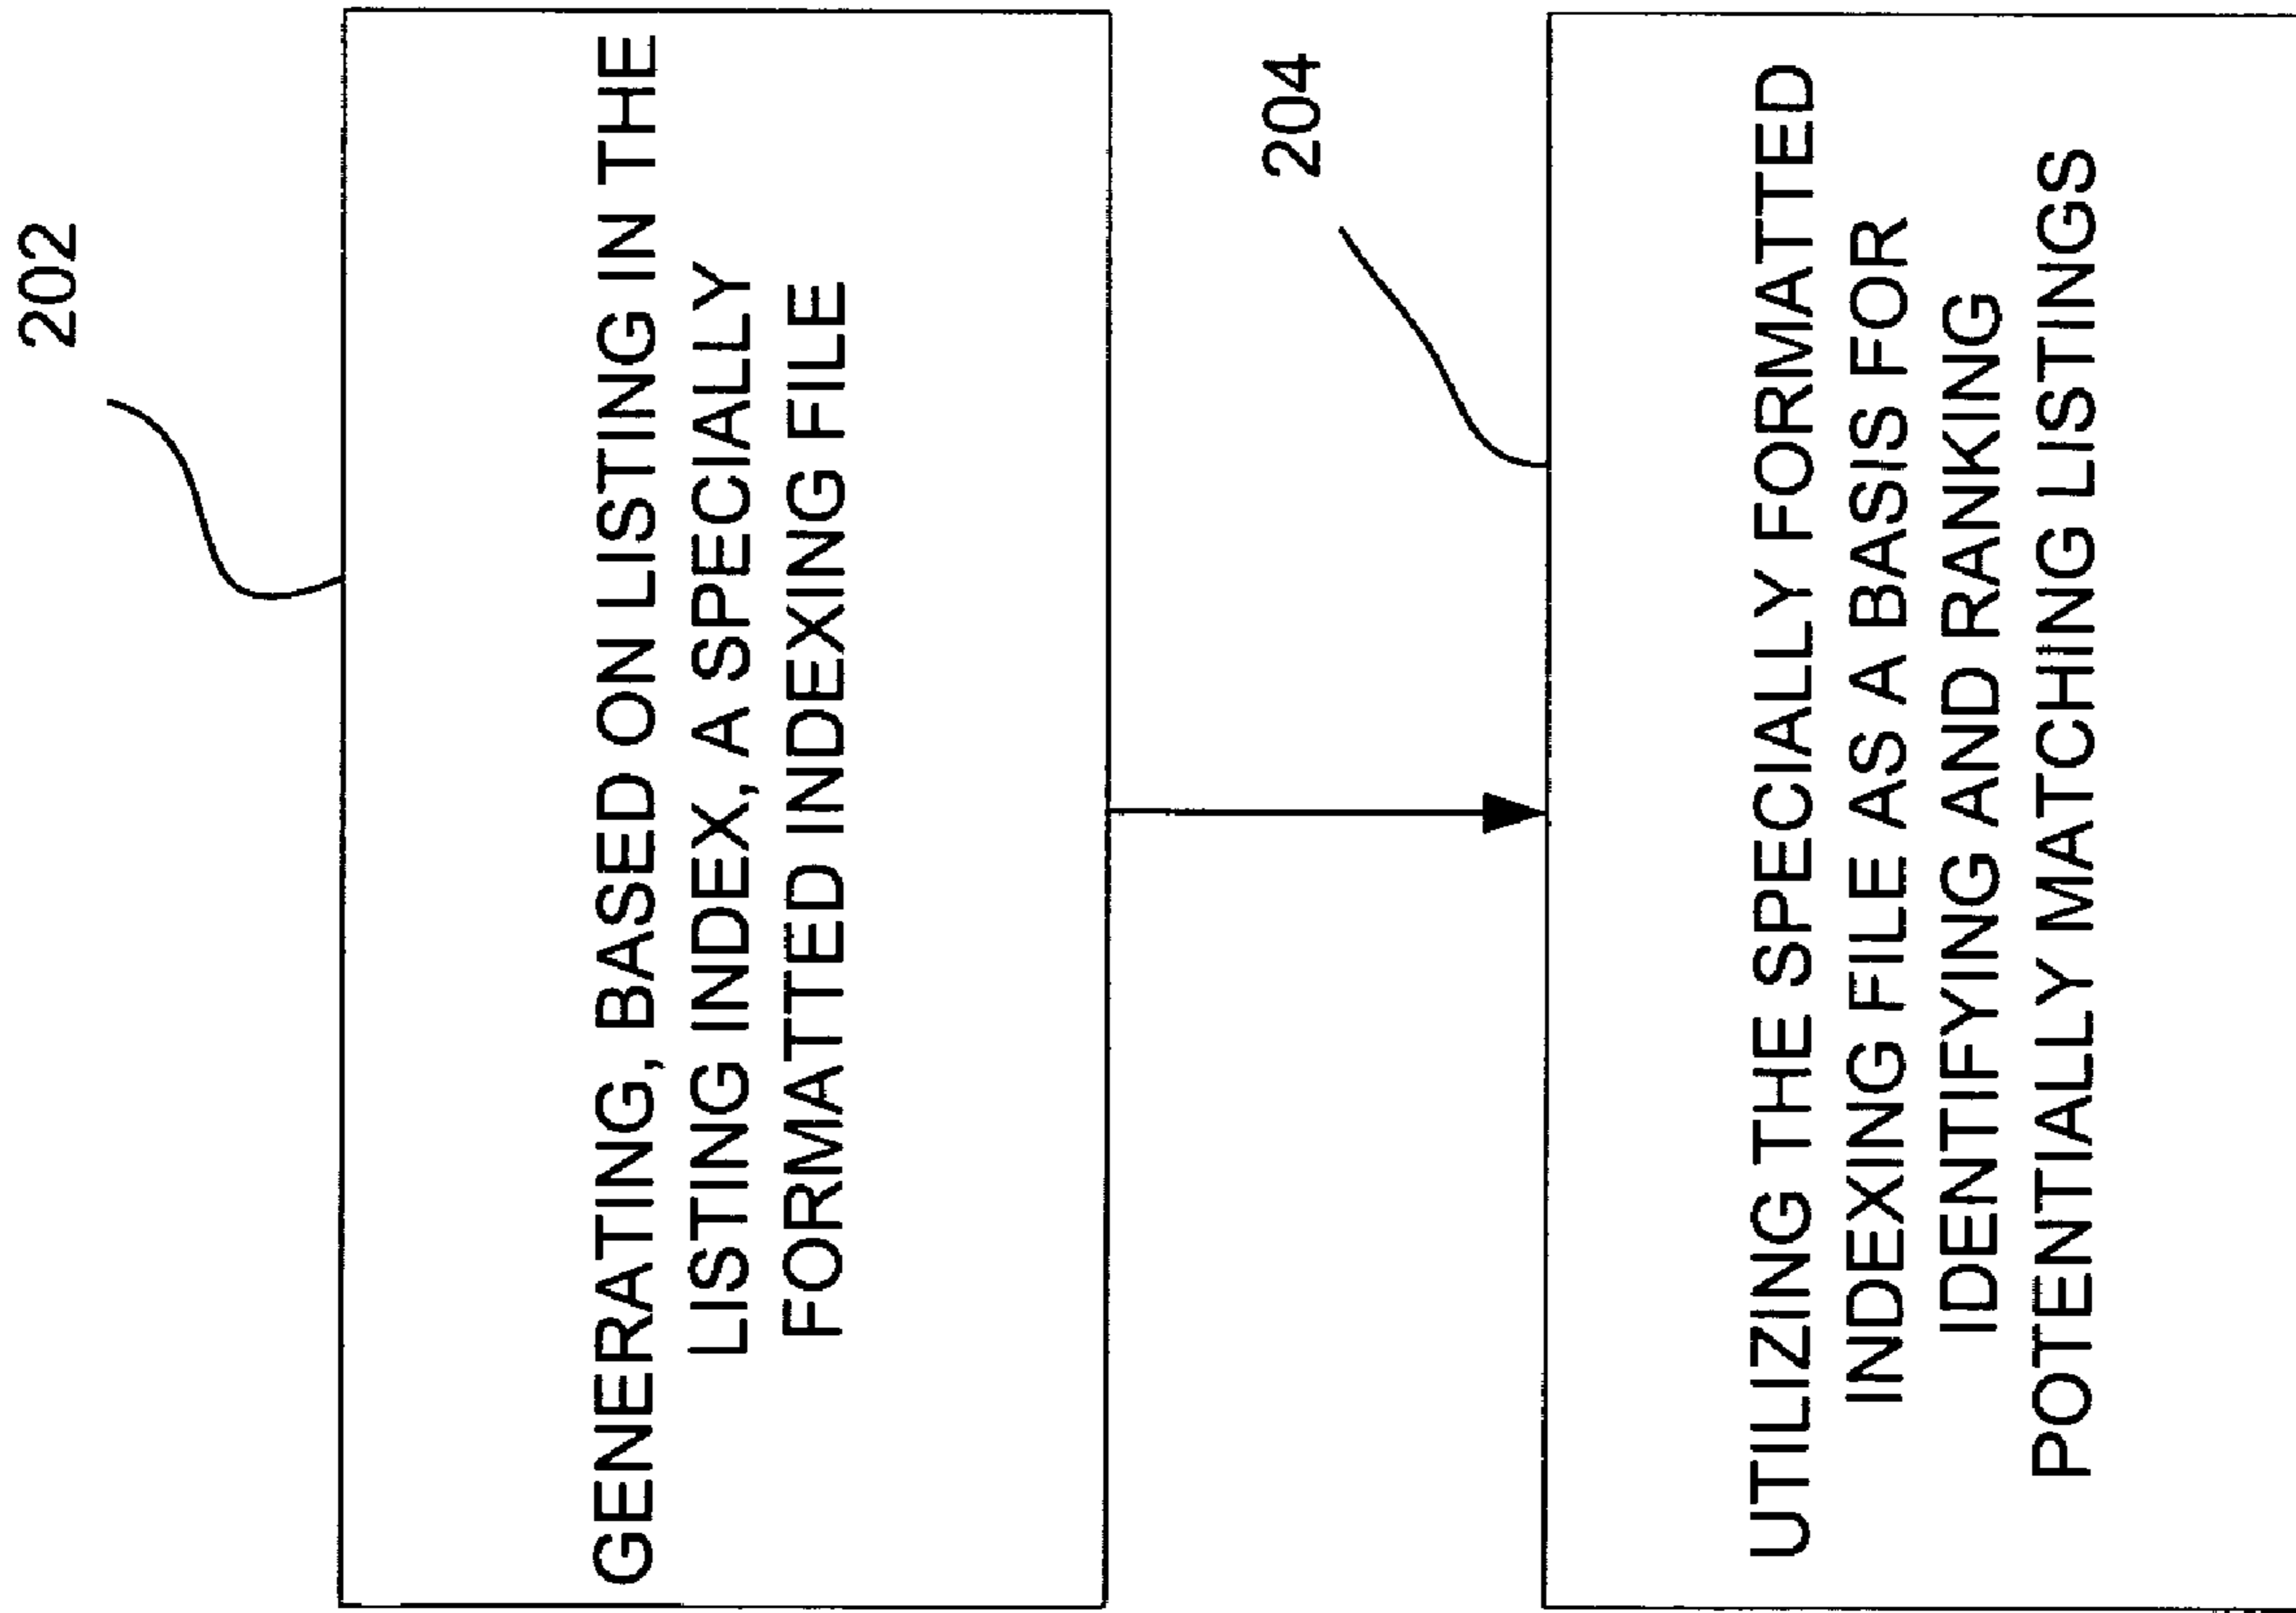 202
GENERATING, BASED ON LISTING IN THE
LISTING INDEX, A SPECIALLY
FORMATTED INDEXING FILE
204
UTILIZING THE SPECIALLY FORMATTED
INDEXING FILE AS A BASIS FOR
IDENTIFYING AND RANKING
POTENTIALLY MATCHING LISTINGS